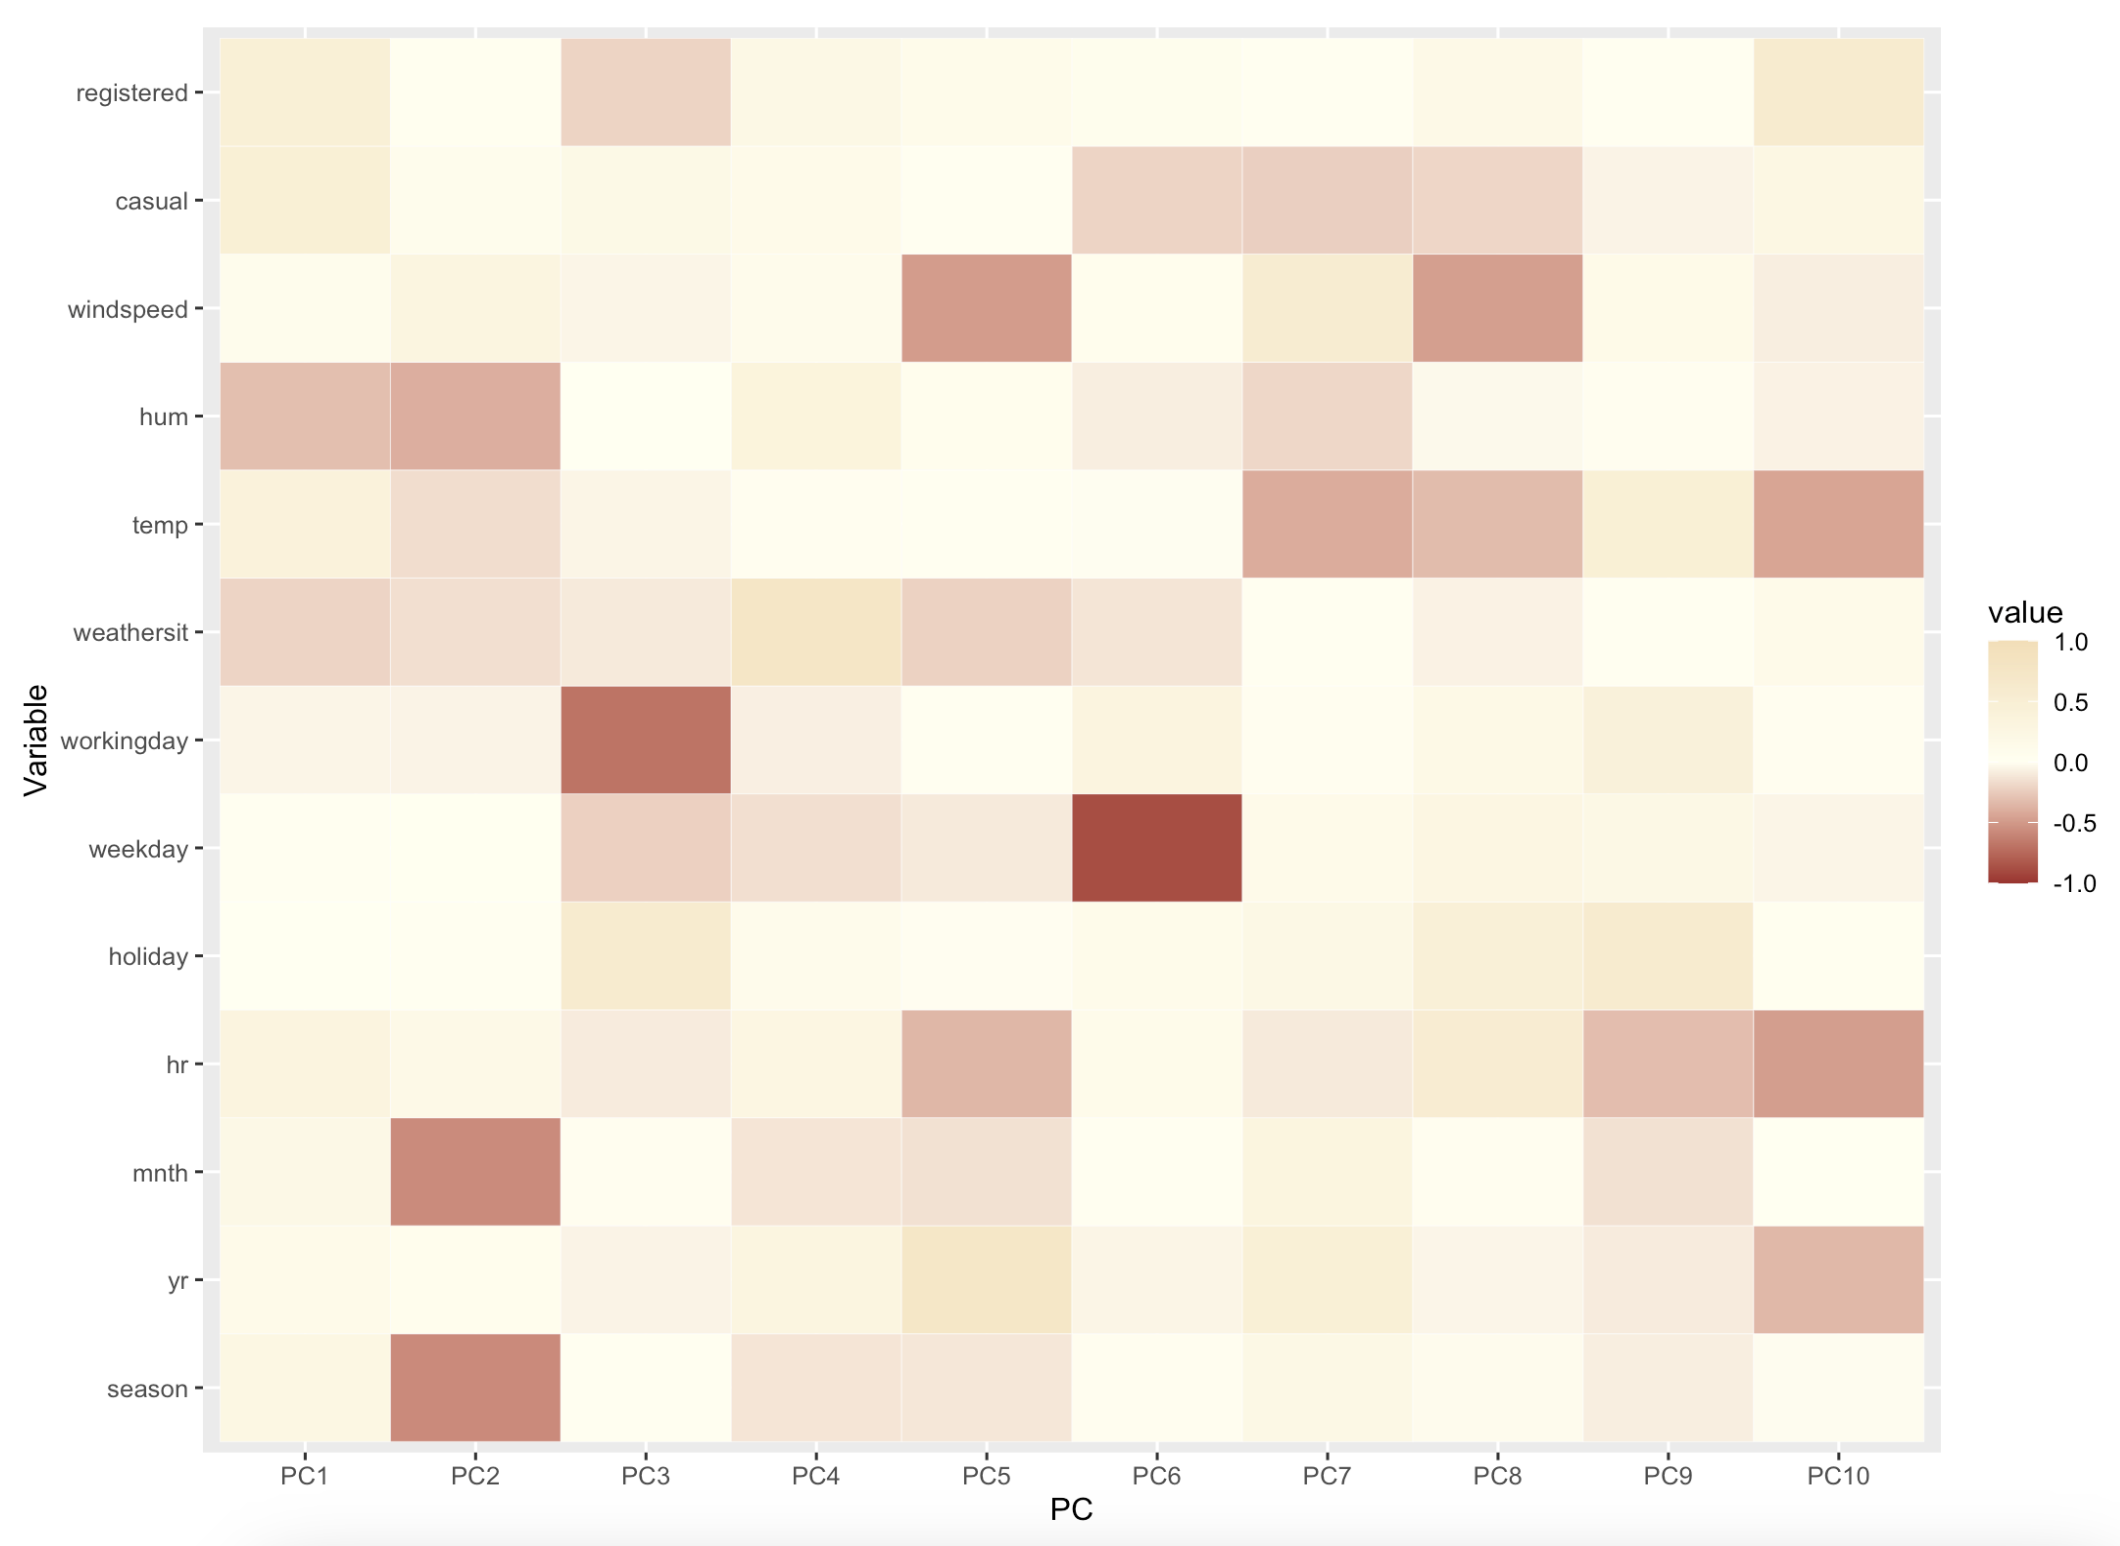 registered
casual
windspeed
hum
temp
weathersit
workingday
weekday
holiday
hr
mnth
yr
season
Variable
PC1 PC2 PC3 PC4 PC5 PC6 PC7 PC8 PC9 PC10
PC
value
1.0
0.5
0.0
-0.5
-1.0